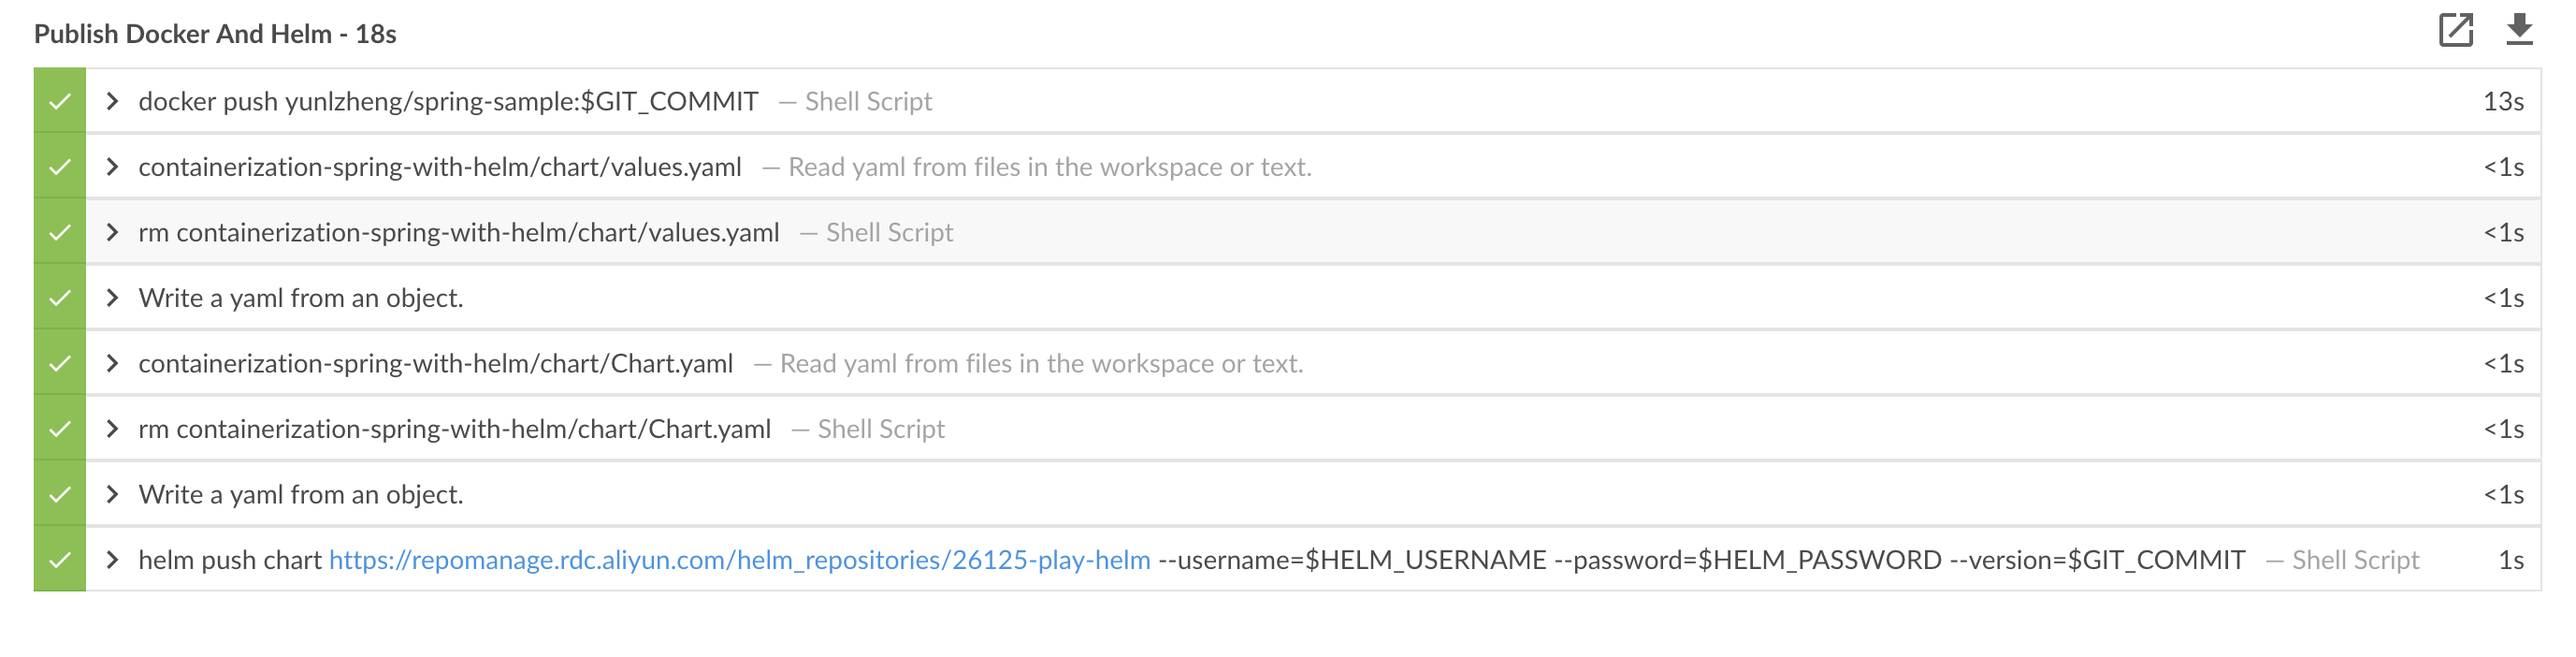 Publish Docker And Helm - 18s
docker push yunlzheng/spring-sample:$GIT_COMMIT — Shell Script 13s
containerization-spring-with-helm/chart/values.yaml — Read yaml from files in the workspace or text. <1s
rm containerization-spring-with-helm/chart/values.yaml — Shell Script <1s
Write a yaml from an object. <1s
containerization-spring-with-helm/chart/Chart.yaml — Read yaml from files in the workspace or text. <1s
rm containerization-spring-with-helm/chart/Chart.yaml — Shell Script <1s
Write a yaml from an object. <1s
helm push chart https://repomanage.rdc.aliyun.com/helm_repositories/26125-play-helm --username=$HELM_USERNAME --password=$HELM_PASSWORD --version=$GIT_COMMIT — Shell Script 1s